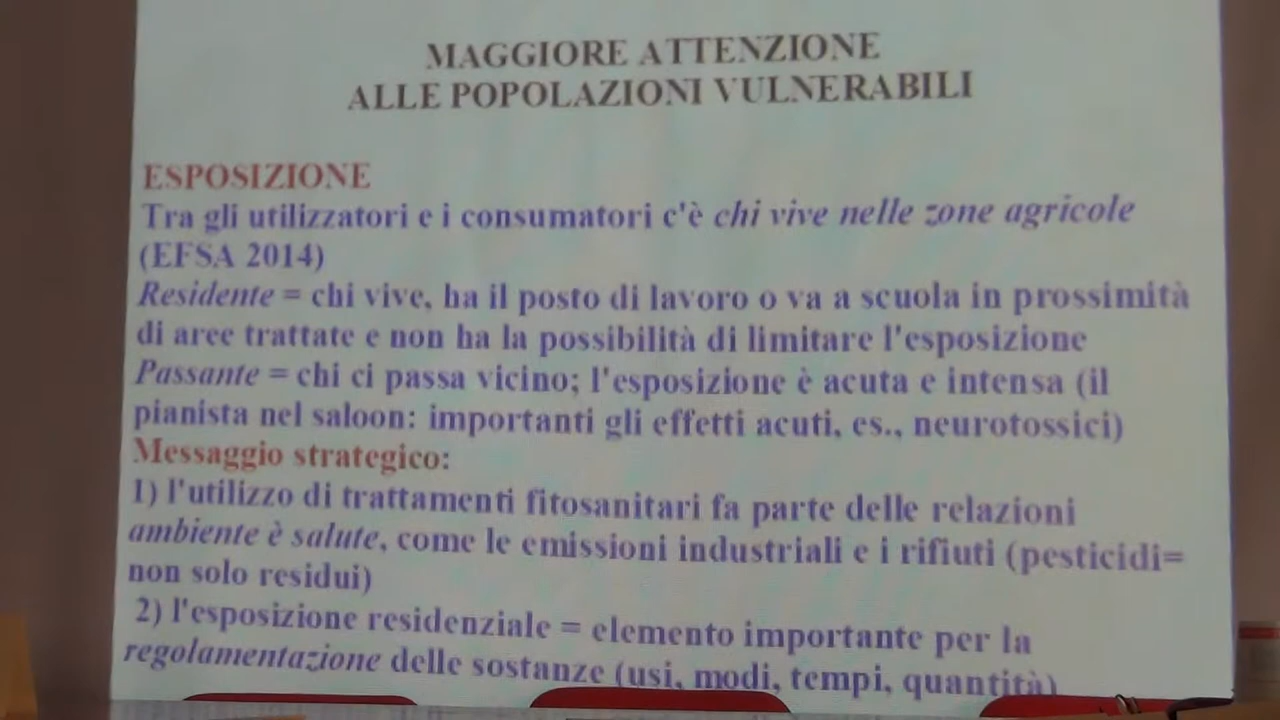 MAGGIORE ATTENZIONE
ALLE POPOLAZIONI VULNERABILI
ESPOSIZIONE
Tra gli utilizzatori e i consumatori c'è chi vive nelle zone agricole
(EFSA 2014)
Residente = chi vive, ha il posto di lavoro o va a scuola in prossimità
di aree trattate e non ha la possibilità di limitare l'esposizione
Passante = chi ci passa vicino; l'esposizione è acuta e intensa (il
pianista nel saloon: importanti gli effetti acuti, es., neurotossici)
Messaggio strategico:
1) l'utilizzo di trattamenti fitosanitari fa parte delle relazioni
ambiente è salute, come le emissioni industriali e i rifiuti (pesticidi=
non solo residui)
2) l'esposizione residenziale = elemento importante per la
regolamentazione delle sostanze (usi, modi, tempi, quantità)